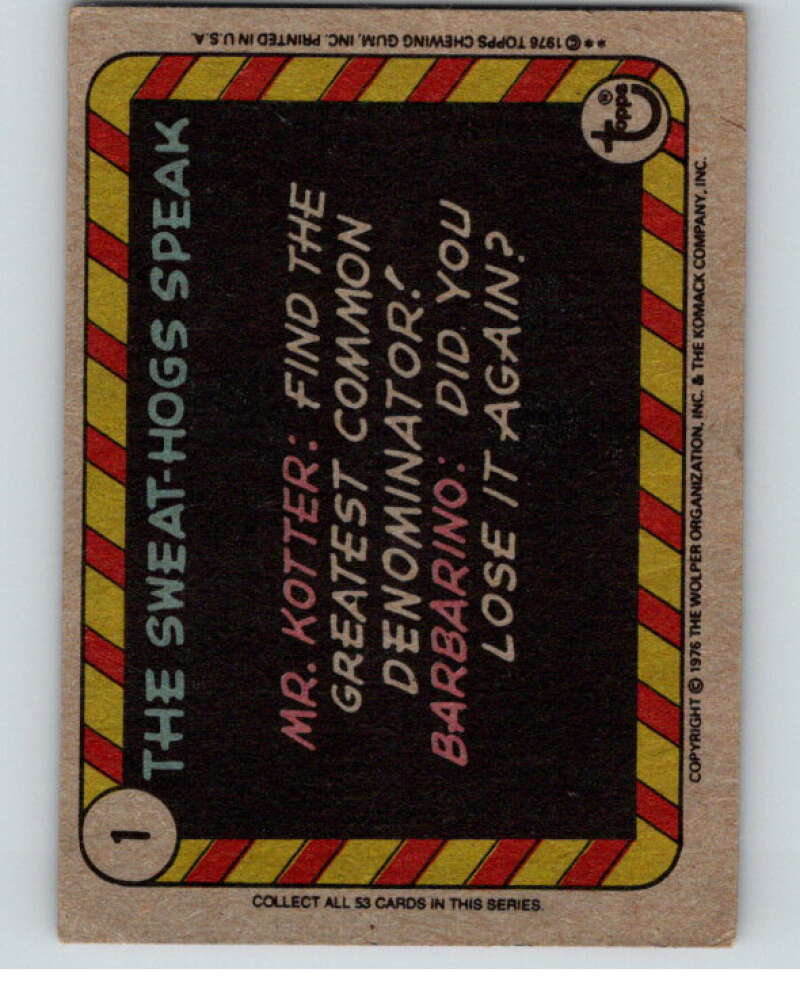 1
THE SWEAT-HOGS SPEAK
MR. KOTTER: FIND THE
GREATEST COMMON
DENOMINATOR!
BARBARINO: DID YOU
LOSE IT AGAIN?
topps®
COLLECT ALL 53 CARDS IN THIS SERIES.
***© 1976 TOPPS CHEWING GUM, INC. PRINTED IN U.S.A.
COPYRIGHT © 1976 THE WOLPER ORGANIZATION, INC. & THE KOMACK COMPANY, INC.